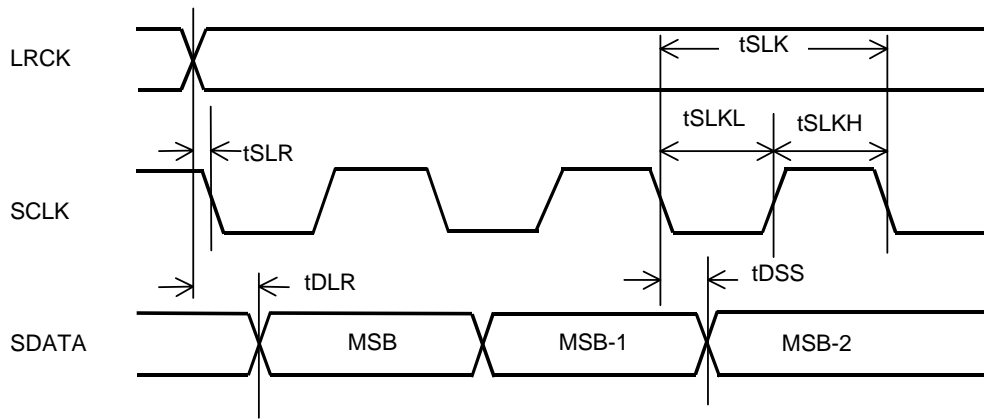 LRCK
tSLK
tSLKL tSLKH
tSLR
SCLK
tDLR tDSS
SDATA MSB MSB-1 MSB-2